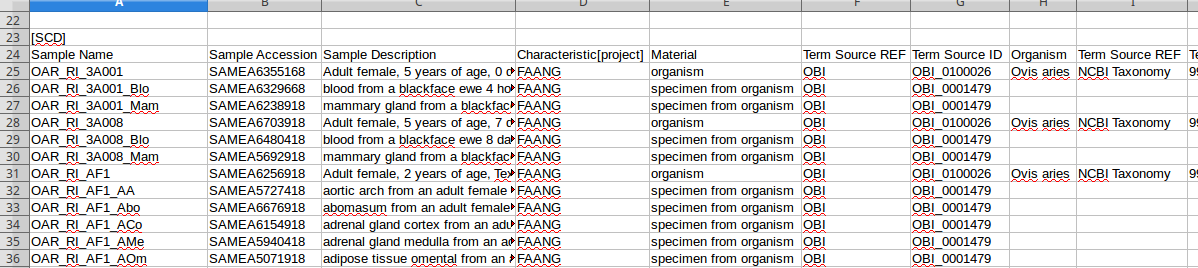 A B C D E F G H I
22
23 [SCD]
24 Sample Name Sample Accession Sample Description Characteristic[project] Material Term Source REF Term Source ID Organism Term Source REF Te
25 OAR_RI_3A001 SAMEA6355168 Adult female, 5 years of age, 0 d FAANG organism OBI OBI_0100026 Ovis aries NCBI Taxonomy 99
26 OAR_RI_3A001_Blo SAMEA6329668 blood from a blackface ewe 4 ho FAANG specimen from organism OBI OBI_0001479
27 OAR_RI_3A001_Mam SAMEA6238918 mammary gland from a blackfac FAANG specimen from organism OBI OBI_0001479
28 OAR_RI_3A008 SAMEA6703918 Adult female, 5 years of age, 7 d FAANG organism OBI OBI_0100026 Ovis aries NCBI Taxonomy 99
29 OAR_RI_3A008_Blo SAMEA6480418 blood from a blackface ewe 8 da FAANG specimen from organism OBI OBI_0001479
30 OAR_RI_3A008_Mam SAMEA5692918 mammary gland from a blackfac FAANG specimen from organism OBI OBI_0001479
31 OAR_RI_AF1 SAMEA6256918 Adult female, 2 years of age, Tex FAANG organism OBI OBI_0100026 Ovis aries NCBI Taxonomy 99
32 OAR_RI_AF1_AA SAMEA5727418 aortic arch from an adult female FAANG specimen from organism OBI OBI_0001479
33 OAR_RI_AF1_Abo SAMEA6676918 abomasum from an adult female FAANG specimen from organism OBI OBI_0001479
34 OAR_RI_AF1_ACo SAMEA6154918 adrenal gland cortex from an adu FAANG specimen from organism OBI OBI_0001479
35 OAR_RI_AF1_AMe SAMEA5940418 adrenal gland medulla from an a FAANG specimen from organism OBI OBI_0001479
36 OAR_RI_AF1_AOm SAMEA5071918 adipose tissue omental from an FAANG specimen from organism OBI OBI_0001479